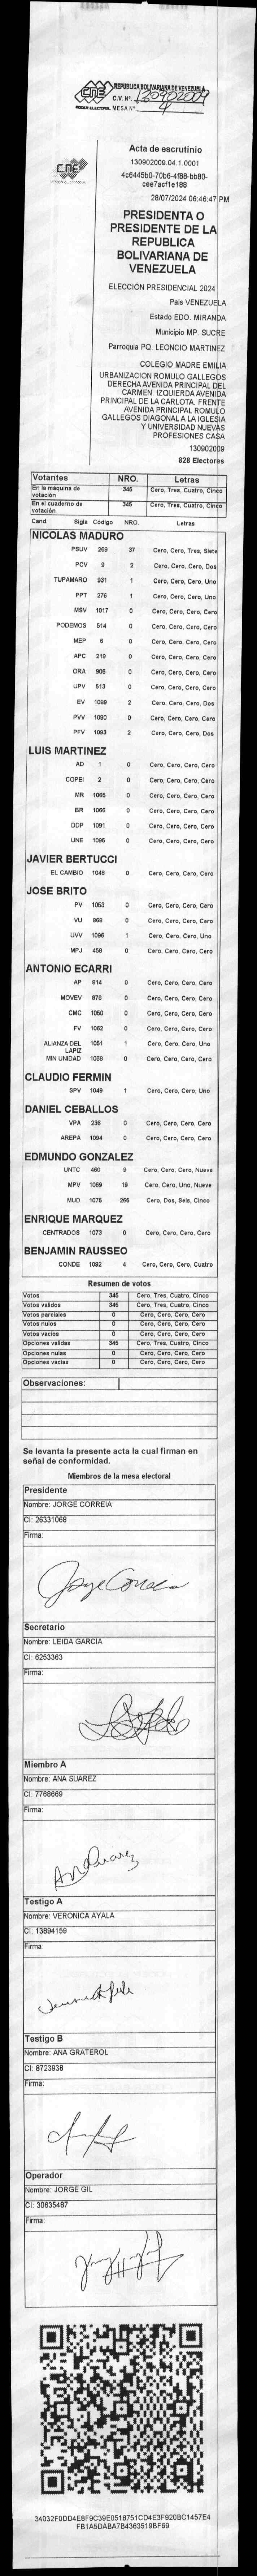 CNE
PODER ELECTORAL
REPUBLICA BOLIVARIANA DE VENEZUELA
C.V. Nº. 130902009
MESA Nº. 4
CNE
Acta de escrutinio
130902009.04.1.0001
4c6445b0-70b6-4f88-bb80-
cee7acf1e188
28/07/2024 06:46:47 PM
PRESIDENTA O
PRESIDENTE DE LA
REPUBLICA
BOLIVARIANA DE
VENEZUELA
ELECCIÓN PRESIDENCIAL 2024
País VENEZUELA
Estado EDO. MIRANDA
Municipio MP. SUCRE
Parroquia PQ. LEONCIO MARTINEZ
COLEGIO MADRE EMILIA
URBANIZACION ROMULO GALLEGOS
DERECHA AVENIDA PRINCIPAL DEL
CARMEN. IZQUIERDA AVENIDA
PRINCIPAL DE LA CARLOTA. FRENTE
AVENIDA PRINCIPAL ROMULO
GALLEGOS DIAGONAL A LA IGLESIA
Y UNIVERSIDAD NUEVAS
PROFESIONES CASA
130902009
828 Electores
Votantes NRO. Letras
En la máquina de votación 345 Cero, Tres, Cuatro, Cinco
En el cuaderno de votación 345 Cero, Tres, Cuatro, Cinco
Cand. Sigla Código NRO. Letras
NICOLAS MADURO
PSUV 269 37 Cero, Cero, Tres, Siete
PCV 9 2 Cero, Cero, Cero, Dos
TUPAMARO 931 1 Cero, Cero, Cero, Uno
PPT 276 1 Cero, Cero, Cero, Uno
MSV 1017 0 Cero, Cero, Cero, Cero
PODEMOS 514 0 Cero, Cero, Cero, Cero
MEP 6 0 Cero, Cero, Cero, Cero
APC 219 0 Cero, Cero, Cero, Cero
ORA 906 0 Cero, Cero, Cero, Cero
UPV 513 0 Cero, Cero, Cero, Cero
EV 1089 2 Cero, Cero, Cero, Dos
PVV 1090 0 Cero, Cero, Cero, Cero
PFV 1093 2 Cero, Cero, Cero, Dos
LUIS MARTINEZ
AD 1 0 Cero, Cero, Cero, Cero
COPEI 2 0 Cero, Cero, Cero, Cero
MR 1065 0 Cero, Cero, Cero, Cero
BR 1066 0 Cero, Cero, Cero, Cero
DDP 1091 0 Cero, Cero, Cero, Cero
UNE 1095 0 Cero, Cero, Cero, Cero
JAVIER BERTUCCI
EL CAMBIO 1048 0 Cero, Cero, Cero, Cero
JOSE BRITO
PV 1053 0 Cero, Cero, Cero, Cero
VU 869 0 Cero, Cero, Cero, Cero
UVV 1096 1 Cero, Cero, Cero, Uno
MPJ 458 0 Cero, Cero, Cero, Cero
ANTONIO ECARRI
AP 814 0 Cero, Cero, Cero, Cero
MOVEV 878 0 Cero, Cero, Cero, Cero
CMC 1050 0 Cero, Cero, Cero, Cero
FV 1062 0 Cero, Cero, Cero, Cero
ALIANZA DEL LAPIZ 1051 1 Cero, Cero, Cero, Uno
MIN UNIDAD 1068 0 Cero, Cero, Cero, Cero
CLAUDIO FERMIN
SPV 1049 1 Cero, Cero, Cero, Uno
DANIEL CEBALLOS
VPA 236 0 Cero, Cero, Cero, Cero
AREPA 1094 0 Cero, Cero, Cero, Cero
EDMUNDO GONZALEZ
UNTC 460 9 Cero, Cero, Cero, Nueve
MPV 1069 19 Cero, Cero, Uno, Nueve
MUD 1076 265 Cero, Dos, Seis, Cinco
ENRIQUE MARQUEZ
CENTRADOS 1073 0 Cero, Cero, Cero, Cero
BENJAMIN RAUSSEO
CONDE 1092 4 Cero, Cero, Cero, Cuatro
Resumen de votos
Votos 345 Cero, Tres, Cuatro, Cinco
Votos validos 345 Cero, Tres, Cuatro, Cinco
Votos parciales 0 Cero, Cero, Cero, Cero
Votos nulos 0 Cero, Cero, Cero, Cero
Votos vacios 0 Cero, Cero, Cero, Cero
Opciones validas 345 Cero, Tres, Cuatro, Cinco
Opciones nulas 0 Cero, Cero, Cero, Cero
Opciones vacias 0 Cero, Cero, Cero, Cero
Observaciones:
Se levanta la presente acta la cual firman en
señal de conformidad.
Miembros de la mesa electoral
Presidente
Nombre: JORGE CORREIA
CI: 26331068
Firma:
Jorge Correia
Secretario
Nombre: LEIDA GARCIA
CI: 6253363
Firma:
Miembro A
Nombre: ANA SUAREZ
CI: 7768669
Firma:
Ana Suarez
Testigo A
Nombre: VERONICA AYALA
CI: 13894159
Firma:
Testigo B
Nombre: ANA GRATEROL
CI: 8723938
Firma:
Operador
Nombre: JORGE GIL
CI: 30635487
Firma:
34032F0DD4E8F9C39E0518751CD4E3F920BC1457E4
FB1A5DABA7B4363519BF69